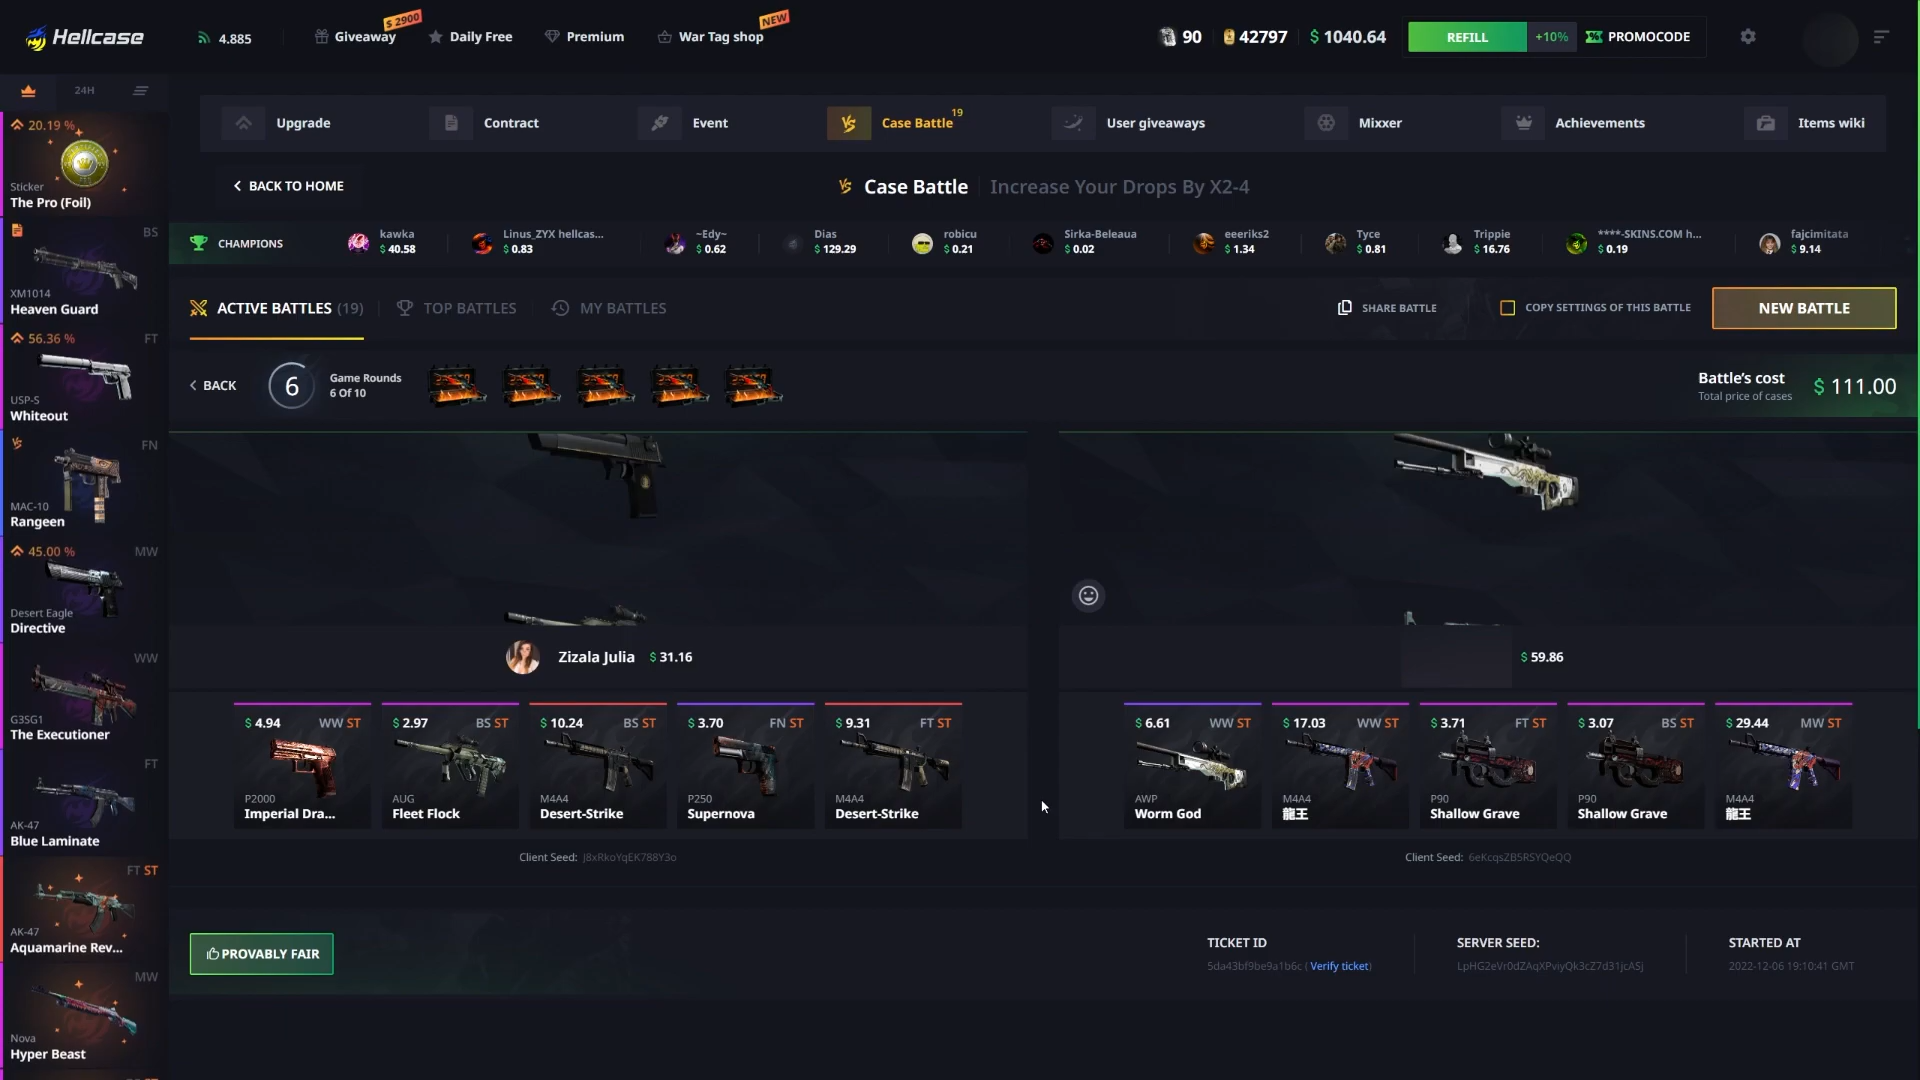 Hellcase
4.885
Giveaway
$ 2900
Daily Free
Premium
War Tag shop
NEW
90
42797
$ 1040.64
REFILL
+10%
PROMOCODE
24H
Upgrade
Contract
Event
VS
Case Battle
19
User giveaways
Mixxer
Achievements
Items wiki
BACK TO HOME
VS
Case Battle
Increase Your Drops By X2-4
CHAMPIONS
kawka
$ 40.58
Linus_ZYX hellcas...
$ 0.83
~Edy~
$ 0.62
Dias
$ 129.29
robicu
$ 0.21
Sirka-Beleaua
$ 0.02
eeeriks2
$ 1.34
Tyce
$ 0.81
Trippie
$ 16.76
****-SKINS.COM h...
$ 0.19
fajcimitata
$ 9.14
ACTIVE BATTLES (19)
TOP BATTLES
MY BATTLES
SHARE BATTLE
COPY SETTINGS OF THIS BATTLE
NEW BATTLE
BACK
6
Game Rounds
6 Of 10
Battle's cost
Total price of cases
$ 111.00
20.19 %
Sticker
The Pro (Foil)
BS
XM1014
Heaven Guard
56.36 %
FT
USP-S
Whiteout
VS
FN
MAC-10
Rangeen
45.00 %
MW
Desert Eagle
Directive
WW
G3SG1
The Executioner
FT
AK-47
Blue Laminate
FT ST
AK-47
Aquamarine Rev...
MW
Nova
Hyper Beast
Zizala Julia
$ 31.16
$ 59.86
$ 4.94
WW ST
P2000
Imperial Dra...
$ 2.97
BS ST
AUG
Fleet Flock
$ 10.24
BS ST
M4A4
Desert-Strike
$ 3.70
FN ST
P250
Supernova
$ 9.31
FT ST
M4A4
Desert-Strike
$ 6.61
WW ST
AWP
Worm God
$ 17.03
WW ST
M4A4
龍王
$ 3.71
FT ST
P90
Shallow Grave
$ 3.07
BS ST
P90
Shallow Grave
$ 29.44
MW ST
M4A4
龍王
Client Seed: J8xRkoYqEK788Y3o
Client Seed: 6eKcqsZB5RSYQeQQ
PROVABLY FAIR
TICKET ID
5da43bf9be9a1b6c ( Verify ticket)
SERVER SEED:
LpHG2eVr0dZAqXPviyQk3cZ7d31jcASj
STARTED AT
2022-12-06 19:10:41 GMT